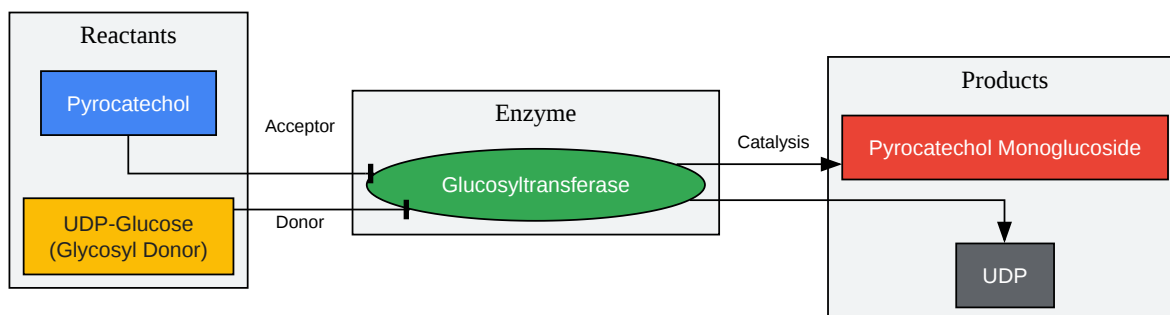 Reactants
Pyrocatechol
UDP-Glucose
(Glycosyl Donor)
Acceptor
Donor
Enzyme
Glucosyltransferase
Catalysis
Products
Pyrocatechol Monoglucoside
UDP